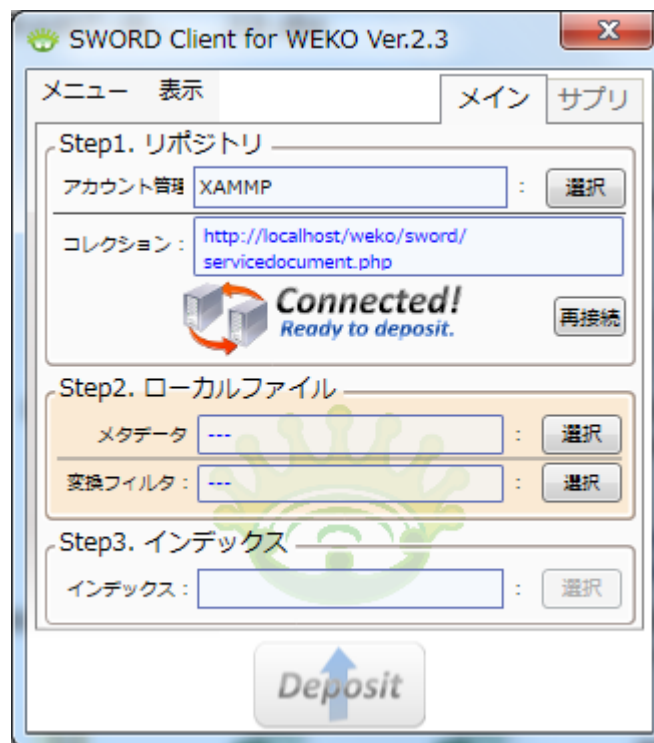 SWORD Client for WEKO Ver.2.3
メニュー 表示
メイン サプリ
Step1. リポジトリ
アカウント管理 XAMMP : 選択
コレクション : http://localhost/weko/sword/
servicedocument.php
Connected!
Ready to deposit.
再接続
Step2. ローカルファイル
メタデータ --- : 選択
変換フィルタ : --- : 選択
Step3. インデックス
インデックス : : 選択
Deposit